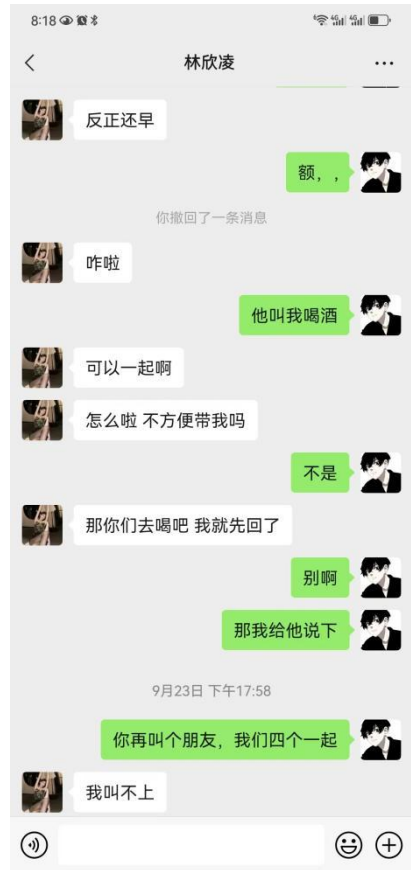 8:18
林欣凌
反正还早
额，，
你撤回了一条消息
咋啦
他叫我喝酒
可以一起啊
怎么啦 不方便带我吗
不是
那你们去喝吧 我就先回了
别啊
那我给他说下
9月23日 下午17:58
你再叫个朋友，我们四个一起
我叫不上